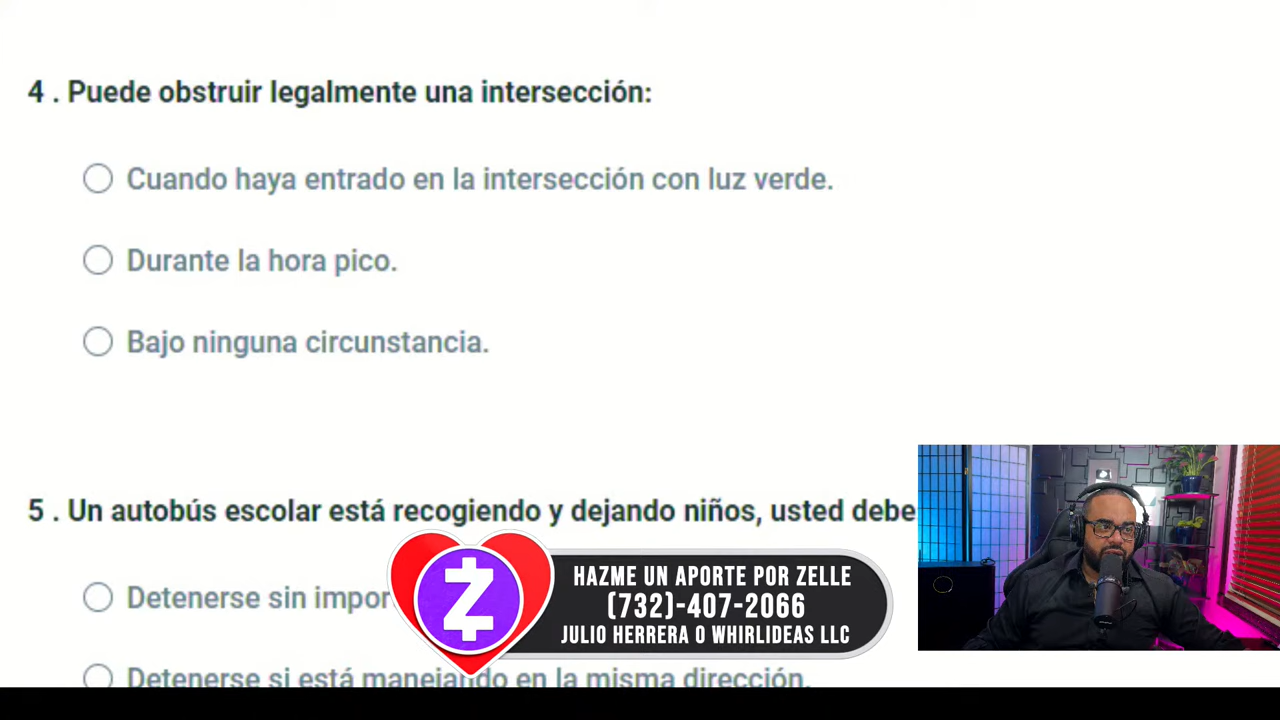 4 . Puede obstruir legalmente una intersección:
Cuando haya entrado en la intersección con luz verde.
Durante la hora pico.
Bajo ninguna circunstancia.
5 . Un autobús escolar está recogiendo y dejando niños, usted debe
Detenerse sin
HAZME UN APORTE POR ZELLE
(732)-407-2066
JULIO HERRERA O WHIRLIDEAS LLC
Detenerse si está manejando en la misma dirección.